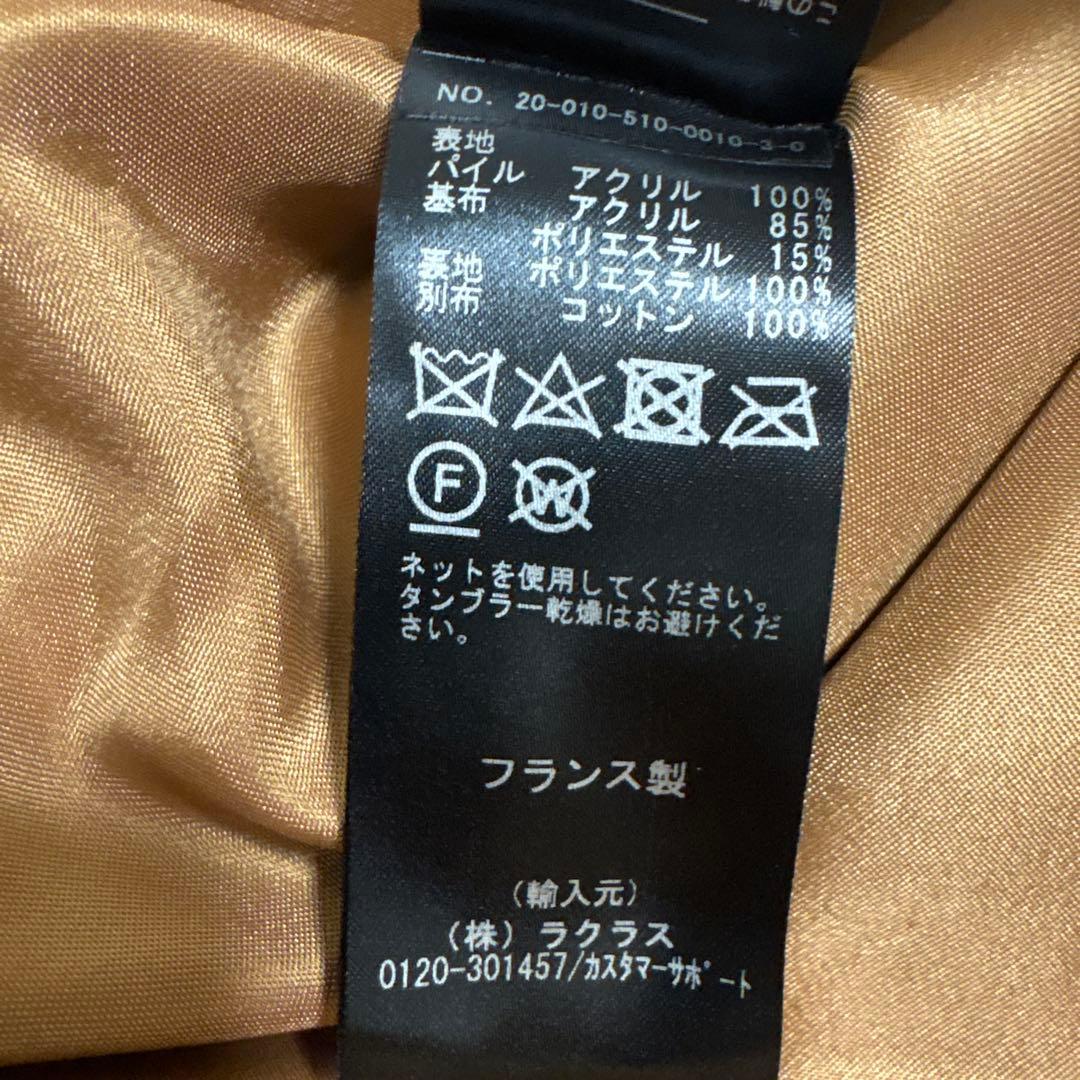 NO. 20-010-510-0010-3-0
表地
パイル アクリル 100%
基布 アクリル 85%
ポリエステル 15%
裏地 ポリエステル 100%
別布 コットン 100%
F
W
ネットを使用してください。
タンブラー乾燥はお避けくだ
さい。
フランス製
(輸入元)
(株) ラクラス
0120-301457/ｶｽﾀﾏｰｻﾎﾟｰﾄ